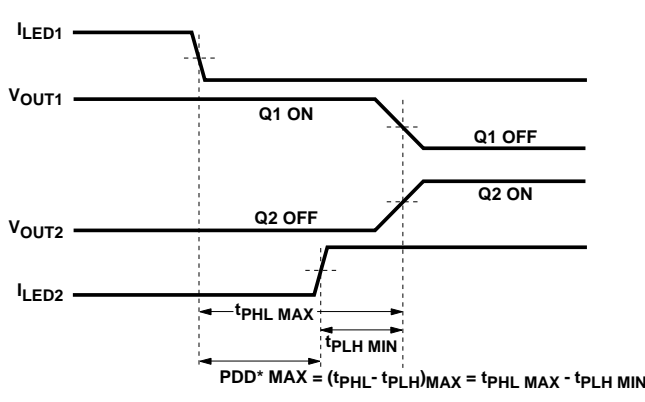 ILED1
VOUT1
Q1 ON
Q1 OFF
Q2 ON
Q2 OFF
VOUT2
ILED2
tPHL MAX
tPLH MIN
PDD* MAX = (tPHL- tPLH)MAX = tPHL MAX - tPLH MIN